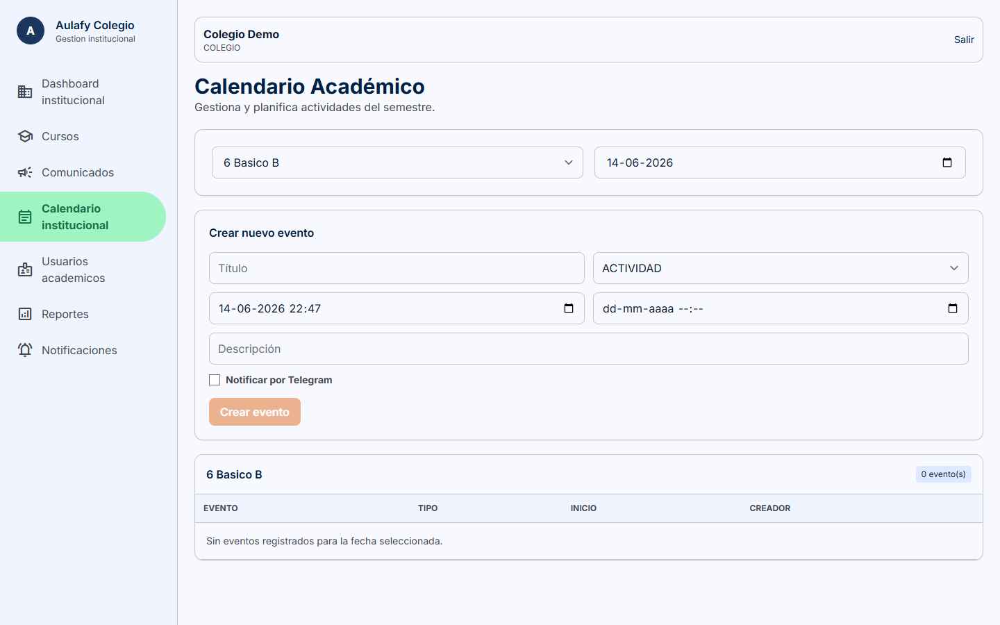 A
Aulafy Colegio
Gestion institucional
Dashboard
institucional
Cursos
Comunicados
Calendario
institucional
Usuarios
academicos
Reportes
Notificaciones
Colegio Demo
COLEGIO
Salir
Calendario Académico
Gestiona y planifica actividades del semestre.
6 Basico B
14-06-2026
Crear nuevo evento
Título
ACTIVIDAD
14-06-2026 22:47
dd-mm-aaaa --:--
Descripción
Notificar por Telegram
Crear evento
6 Basico B
0 evento(s)
EVENTO TIPO INICIO CREADOR
Sin eventos registrados para la fecha seleccionada.